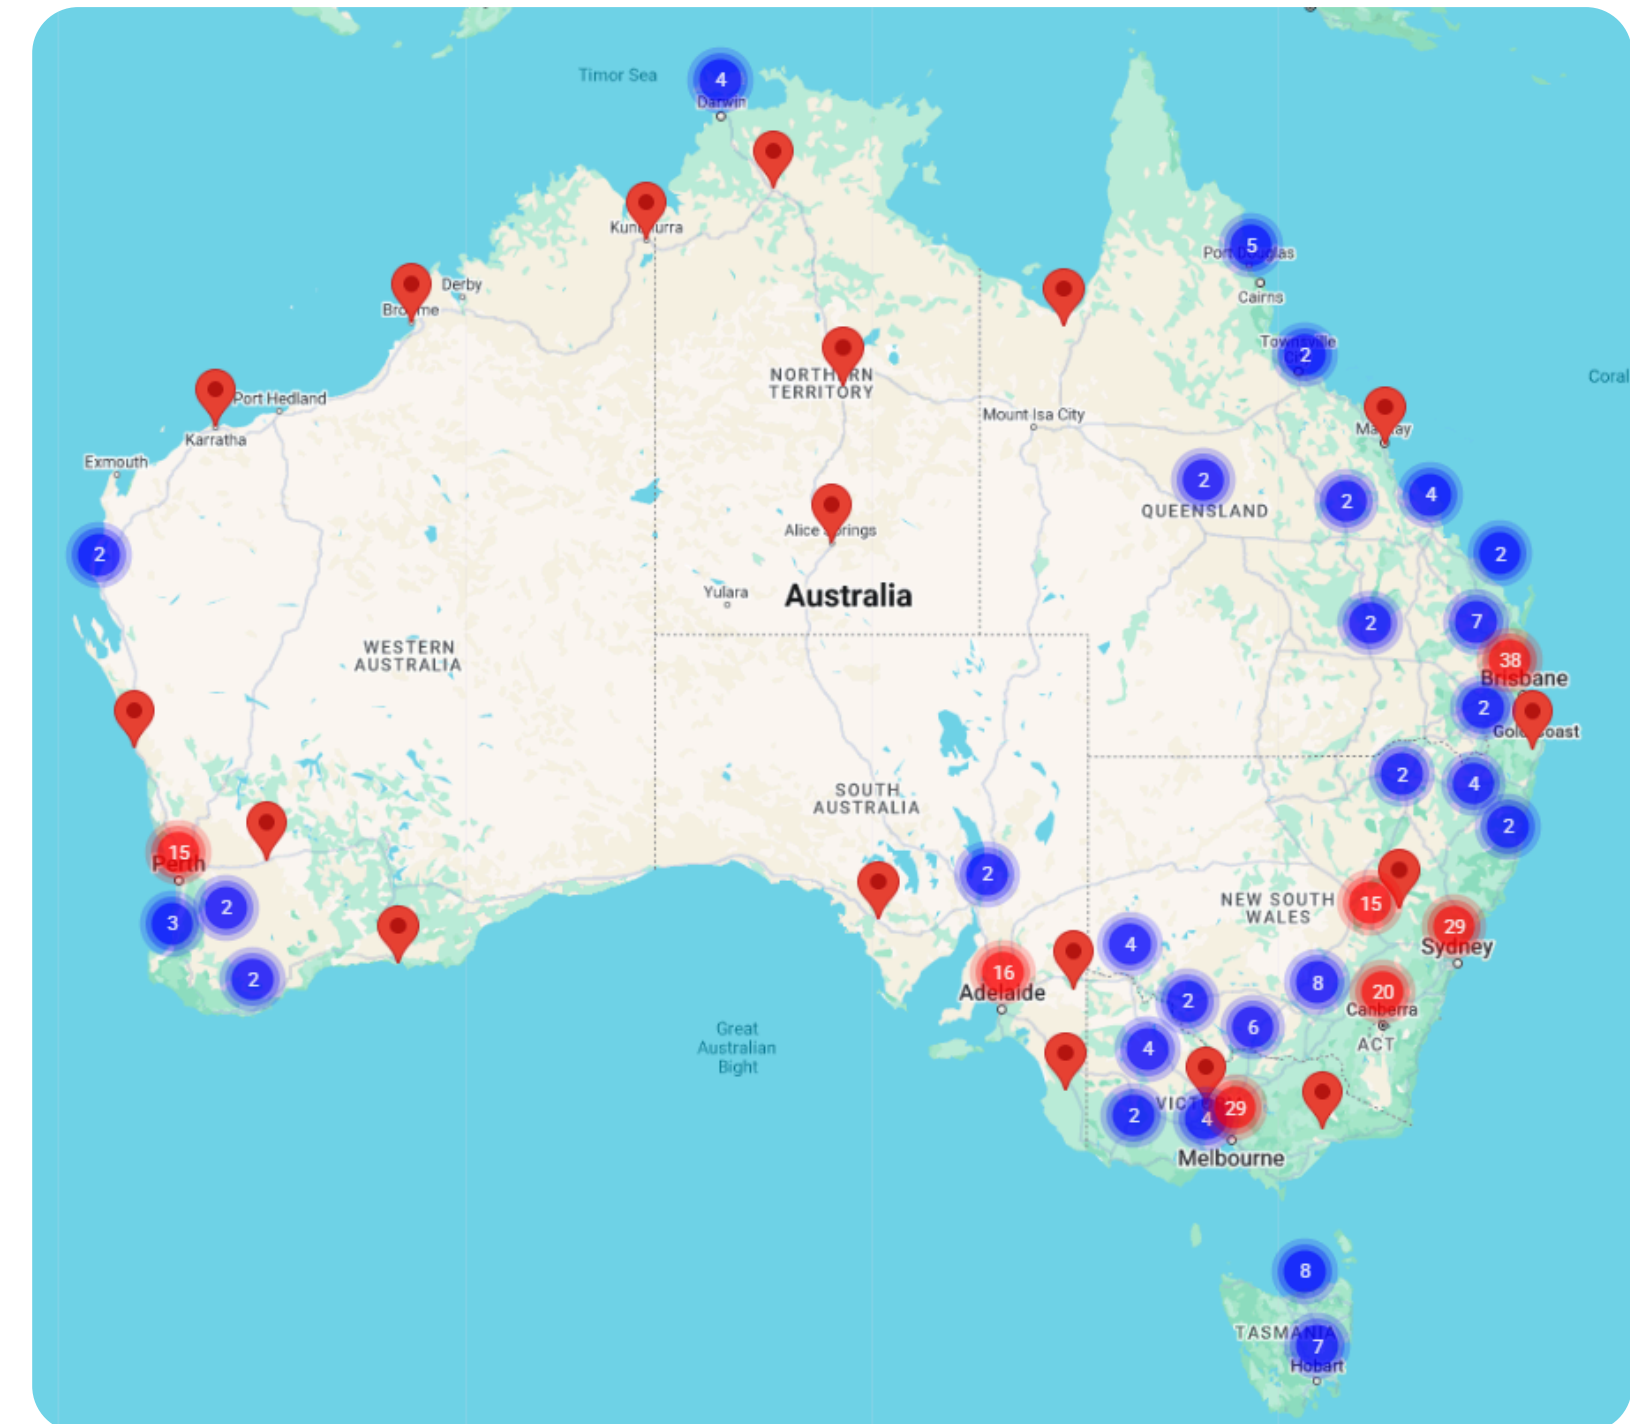 Timor Sea
4
Darwin
Kununurra
Port Douglas
5
Derby
Cairns
Broome
Townsville
2
NORTHERN
TERRITORY
Coral
Port Hedland
Mount Isa City
Mackay
Karratha
Exmouth
2
2
4
QUEENSLAND
Alice Springs
2
2
Yulara
Australia
2
7
WESTERN
AUSTRALIA
38
Brisbane
2
Gold Coast
2
4
SOUTH
AUSTRALIA
2
15
Perth
2
NEW SOUTH
WALES
15
2
3
29
Sydney
4
16
Adelaide
2
8
20
Canberra
2
6
ACT
Great
Australian
Bight
4
VICTORIA
2
4
29
Melbourne
8
TASMANIA
7
Hobart